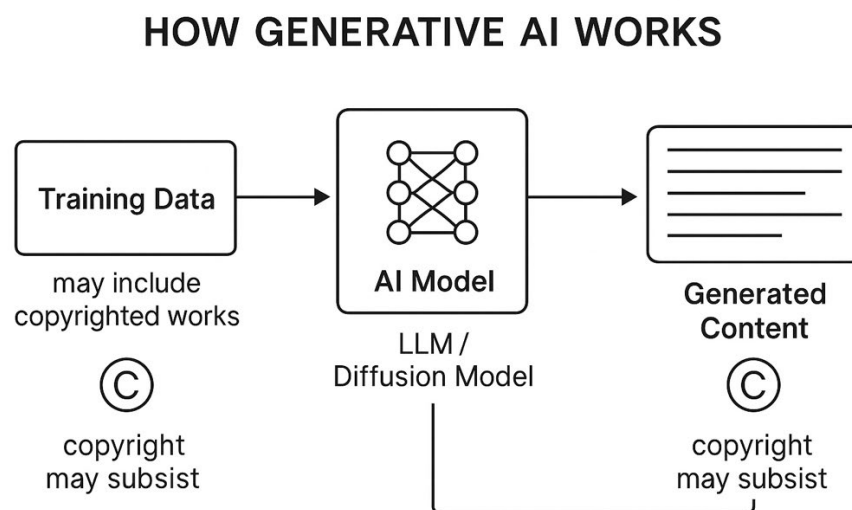 HOW GENERATIVE AI WORKS
Training Data
may include
copyrighted works
©
copyright
may subsist
AI Model
LLM /
Diffusion Model
Generated
Content
©
copyright
may subsist